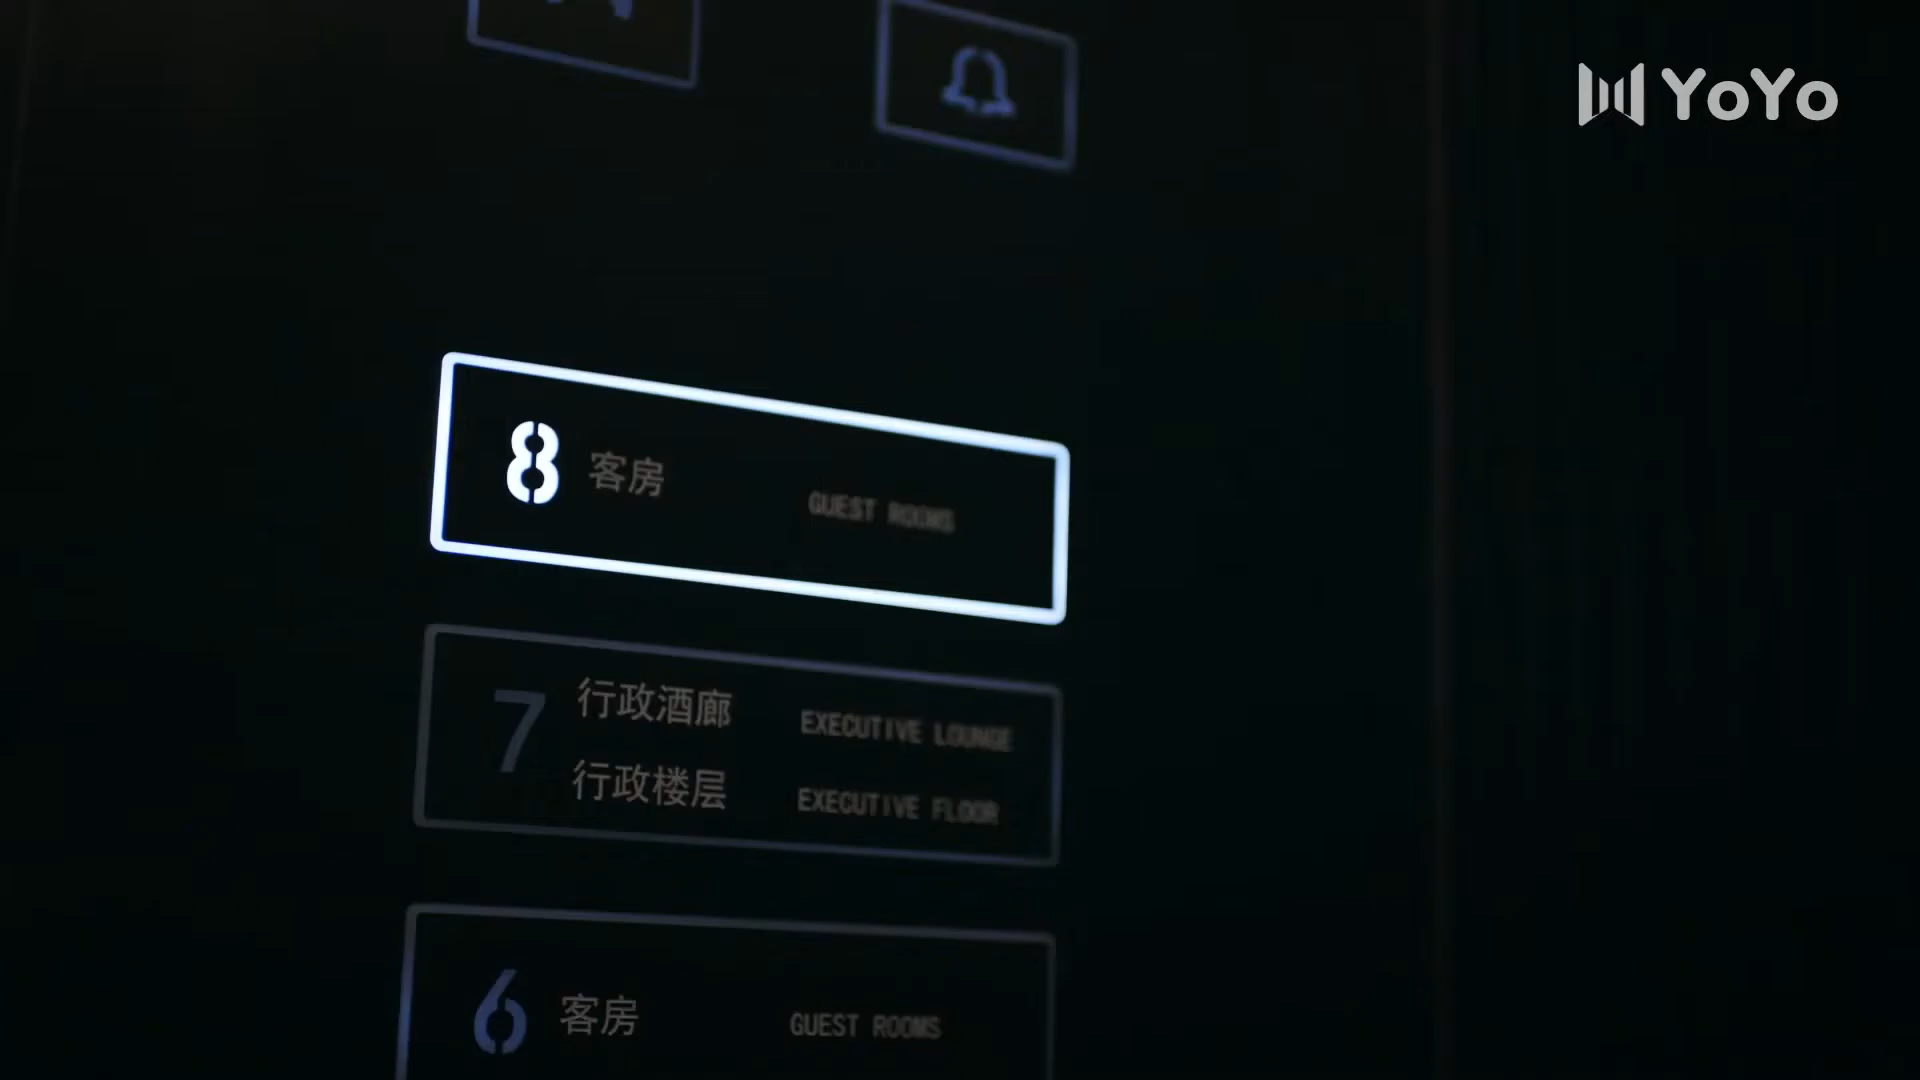 YoYo
8 客房 GUEST ROOMS
7 行政酒廊 EXECUTIVE LOUNGE
行政楼层 EXECUTIVE FLOOR
6 客房 GUEST ROOMS